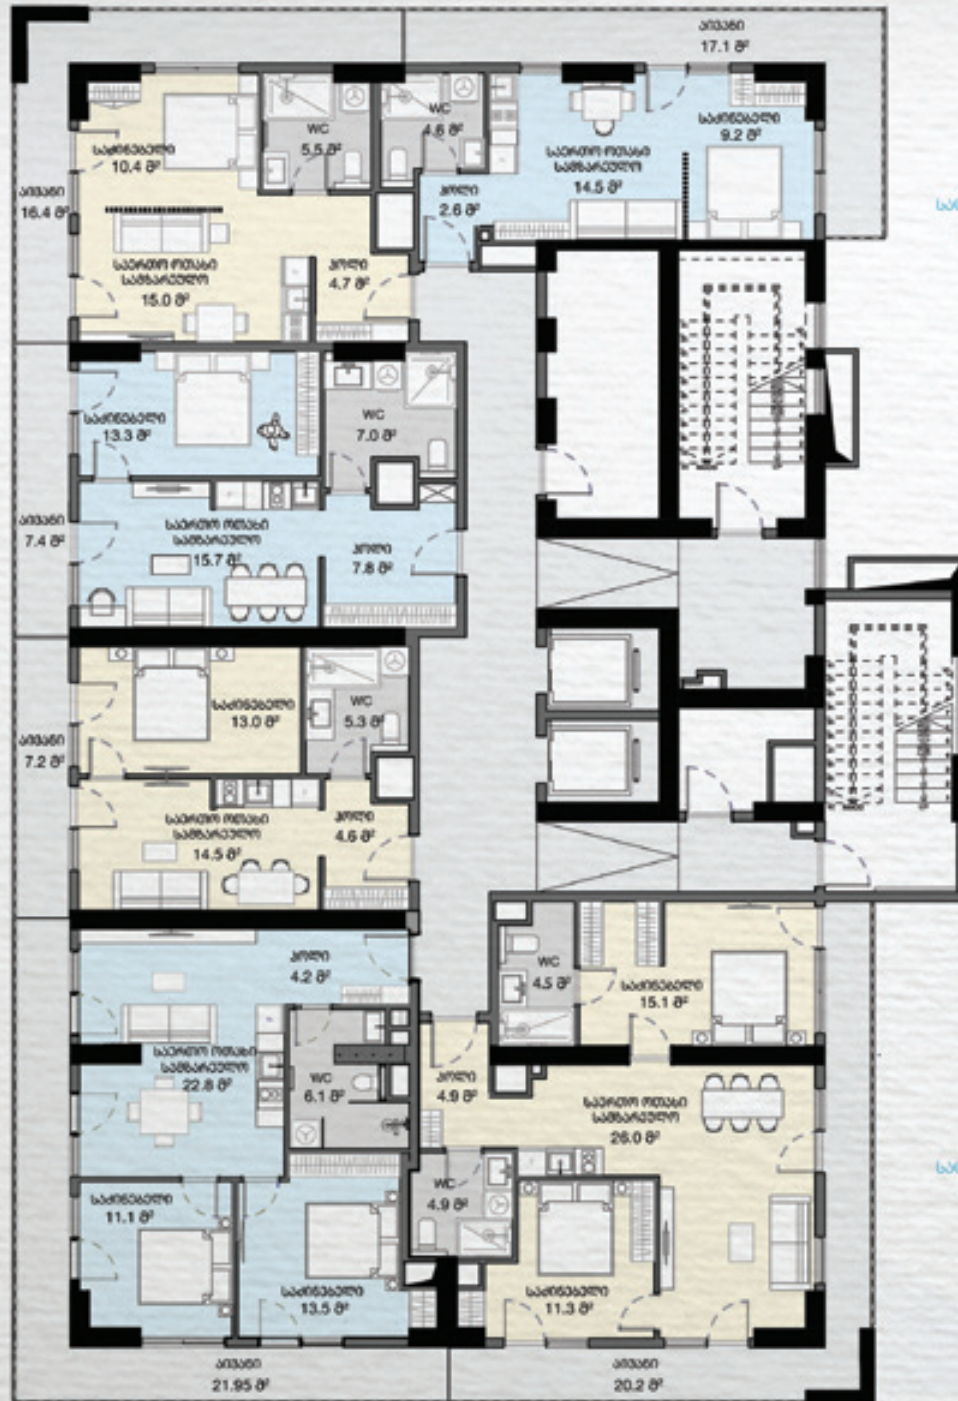 აივანი
17.1 მ²
საძინებელი
10.4 მ²
WC
5.5 მ²
WC
4.6 მ²
საერთო ოთახი
სამზარეულო
14.5 მ²
საძინებელი
9.2 მ²
აივანი
16.4 მ²
ჰოლი
2.6 მ²
საერთო ოთახი
სამზარეულო
15.0 მ²
ჰოლი
4.7 მ²
საძინებელი
13.3 მ²
WC
7.0 მ²
აივანი
7.4 მ²
საერთო ოთახი
სამზარეულო
15.7 მ²
ჰოლი
7.8 მ²
საძინებელი
13.0 მ²
WC
5.3 მ²
აივანი
7.2 მ²
საერთო ოთახი
სამზარეულო
14.5 მ²
ჰოლი
4.6 მ²
ჰოლი
4.2 მ²
WC
4.5 მ²
საძინებელი
15.1 მ²
საერთო ოთახი
სამზარეულო
22.8 მ²
WC
6.1 მ²
ჰოლი
4.9 მ²
საერთო ოთახი
სამზარეულო
26.0 მ²
საძინებელი
11.1 მ²
WC
4.9 მ²
საძინებელი
13.5 მ²
საძინებელი
11.3 მ²
აივანი
21.95 მ²
აივანი
20.2 მ²